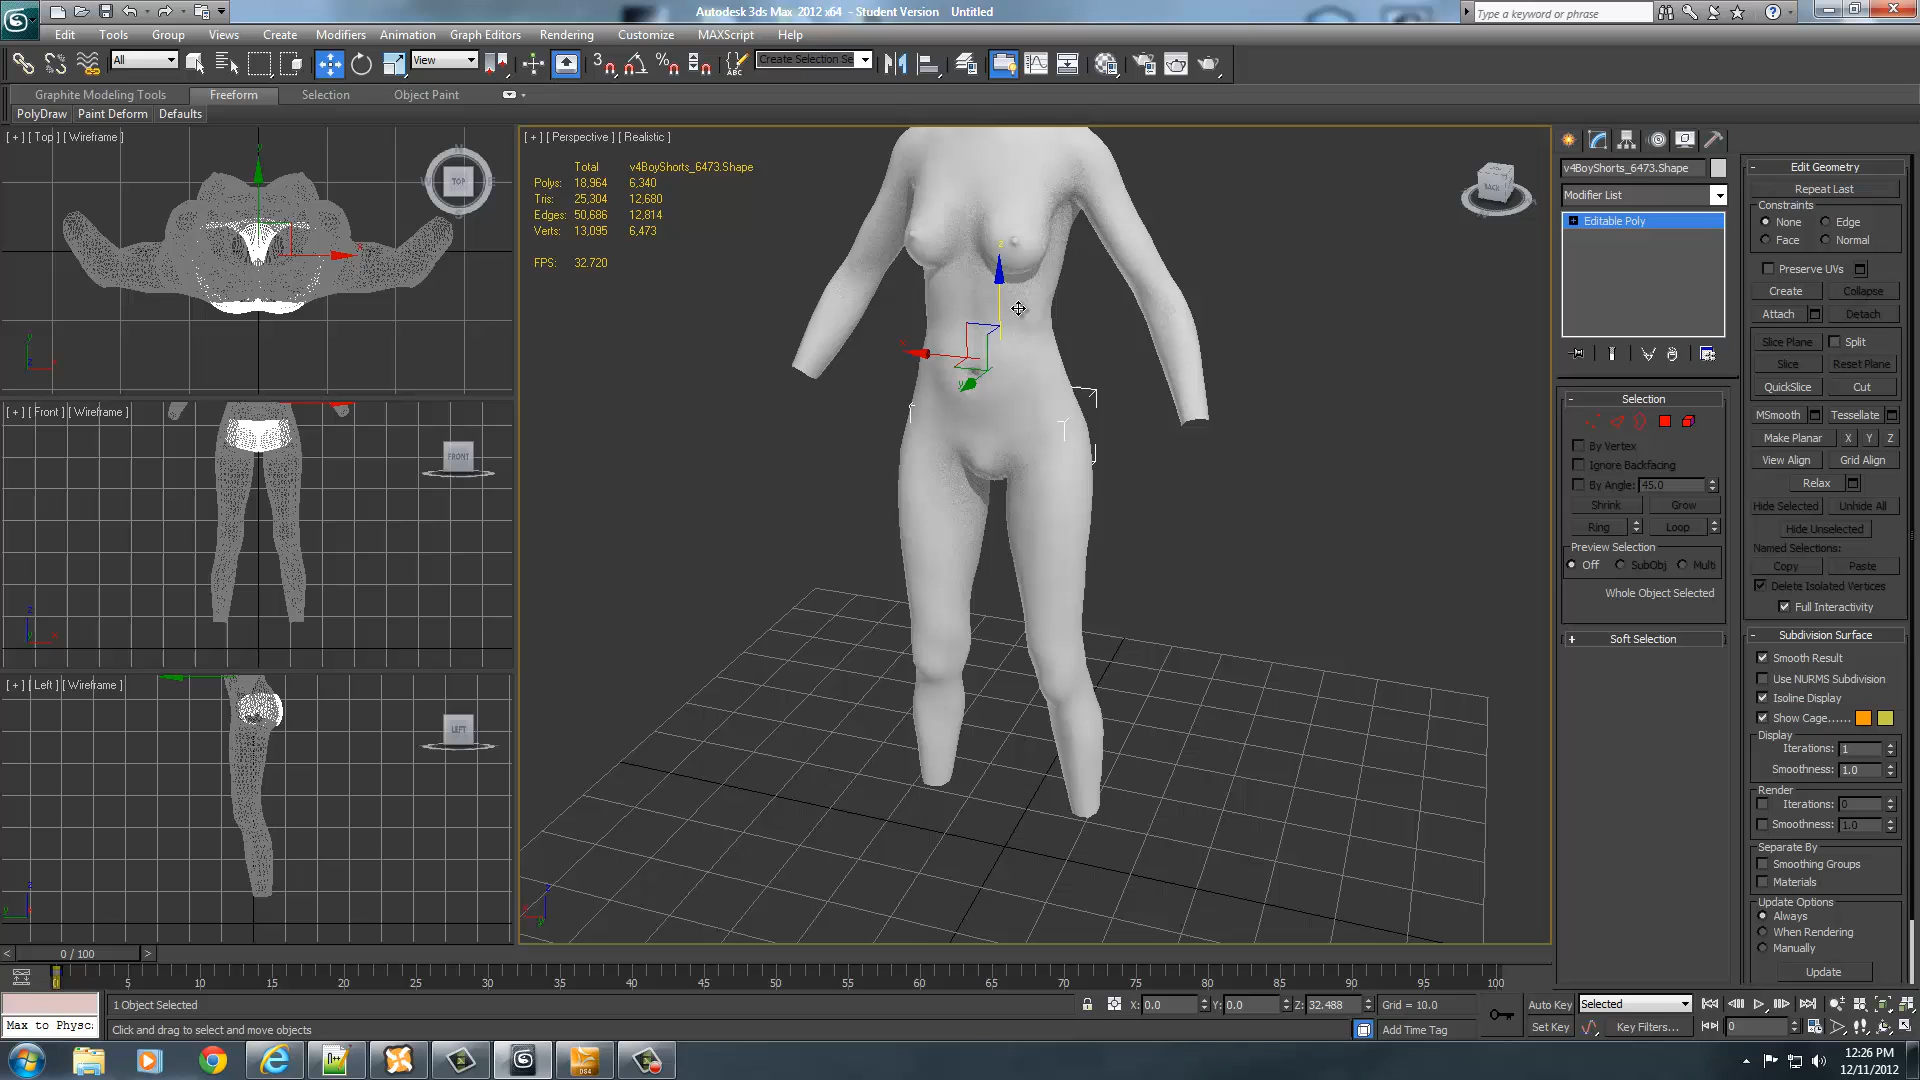 Autodesk 3ds Max 2012 x64 - Student Version Untitled
Type a keyword or phrase
Edit Tools Group Views Create Modifiers Animation Graph Editors Rendering Customize MAXScript Help
All View Create Selection Se
Graphite Modeling Tools Freeform Selection Object Paint
PolyDraw Paint Deform Defaults
[ + ] [ Top ] [ Wireframe ]
TOP
[ + ] [ Front ] [ Wireframe ]
FRONT
[ + ] [ Left ] [ Wireframe ]
LEFT
[ + ] [ Perspective ] [ Realistic ]
Total v4BoyShorts_6473.Shape
Polys: 18,964 6,340
Tris: 25,304 12,680
Edges: 50,686 12,814
Verts: 13,095 6,473
FPS: 32.720
BACK
v4BoyShorts_6473.Shape
Modifier List
Editable Poly
Selection
By Vertex
Ignore Backfacing
By Angle: 45.0
Shrink Grow
Ring Loop
Preview Selection
Off SubObj Multi
Whole Object Selected
Soft Selection
Edit Geometry
Repeat Last
Constraints
None Edge
Face Normal
Preserve UVs
Create Collapse
Attach Detach
Slice Plane Split
Slice Reset Plane
QuickSlice Cut
MSmooth Tessellate
Make Planar X Y Z
View Align Grid Align
Relax
Hide Selected Unhide All
Hide Unselected
Named Selections:
Copy Paste
Delete Isolated Vertices
Full Interactivity
Subdivision Surface
Smooth Result
Use NURMS Subdivision
Isoline Display
Show Cage......
Display
Iterations: 1
Smoothness: 1.0
Render
Iterations: 0
Smoothness: 1.0
Separate By
Smoothing Groups
Materials
Update Options
Always
When Rendering
Manually
Update
0 / 100
0 5 10 15 20 25 30 35 40 45 50 55 60 65 70 75 80 85 90 95 100
Max to Physc:
1 Object Selected
X: 0.0 Y: 0.0 Z: 32.488 Grid = 10.0
Auto Key Selected
Click and drag to select and move objects
Add Time Tag
Set Key Key Filters... 0
DS4
12:26 PM
12/11/2012